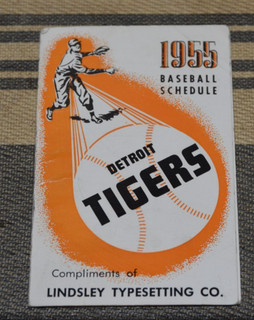 1955
BASEBALL
SCHEDULE
DETROIT
TIGERS
Compliments of
LINDSLEY TYPESETTING CO.